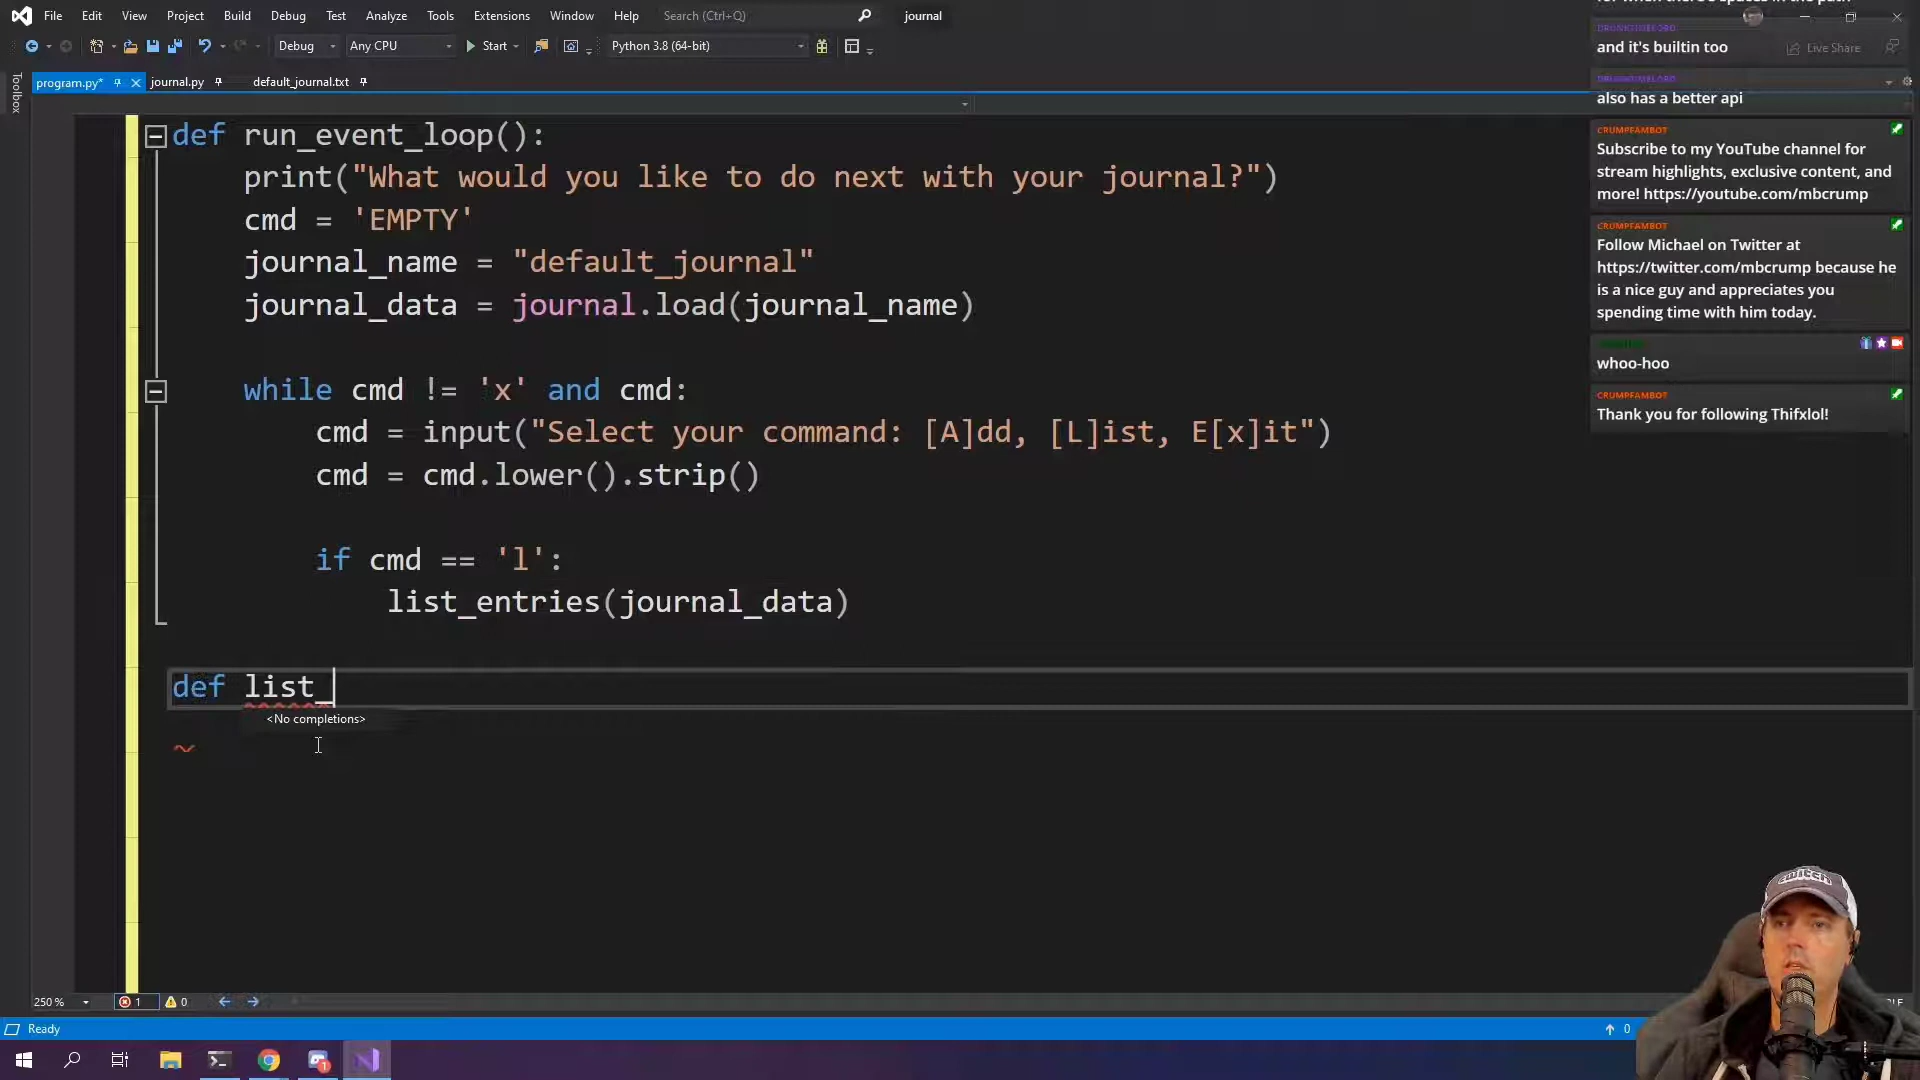 File Edit View Project Build Debug Test Analyze Tools Extensions Window Help Search (Ctrl+Q) journal
Debug Any CPU Start Python 3.8 (64-bit) Live Share
Toolbox
program.py* journal.py default_journal.txt
def run_event_loop():
print("What would you like to do next with your journal?")
cmd = 'EMPTY'
journal_name = "default_journal"
journal_data = journal.load(journal_name)
while cmd != 'x' and cmd:
cmd = input("Select your command: [A]dd, [L]ist, E[x]it")
cmd = cmd.lower().strip()
if cmd == 'l':
list_entries(journal_data)
def list_
<No completions>
and it's builtin too
also has a better api
CRUMPFAMBOT
Subscribe to my YouTube channel for
stream highlights, exclusive content, and
more! https://youtube.com/mbcrump
CRUMPFAMBOT
Follow Michael on Twitter at
https://twitter.com/mbcrump because he
is a nice guy and appreciates you
spending time with him today.
whoo-hoo
CRUMPFAMBOT
Thank you for following Thifxlol!
twitch
250 % 1 0
Ready 0
1